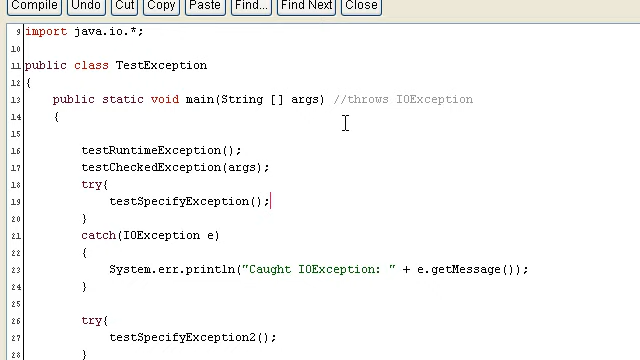 Compile Undo Cut Copy Paste Find... Find Next Close
9 import java.io.*;
10
11 public class TestException
12 {
13 public static void main(String [] args) //throws IOException
14 {
15
16 testRuntimeException();
17 testCheckedException(args);
18 try{
19 testSpecifyException();
20 }
21 catch(IOException e)
22 {
23 System.err.println("Caught IOException: " + e.getMessage());
24 }
25
26 try{
27 testSpecifyException2();
28 }